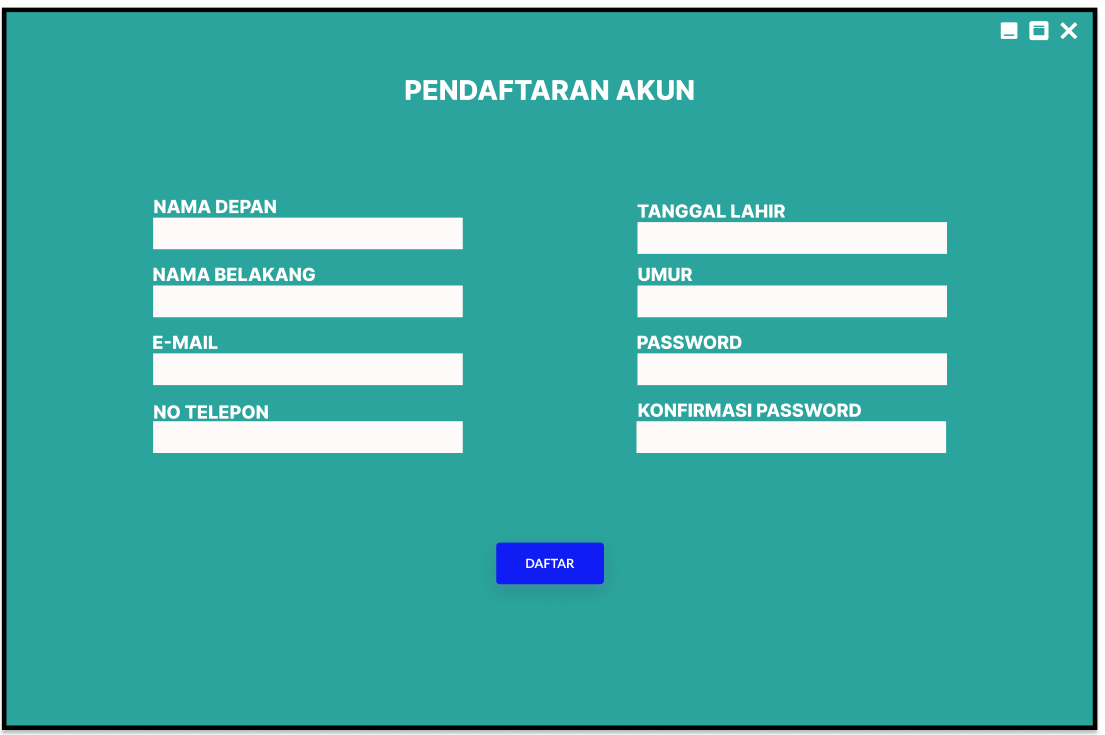 PENDAFTARAN AKUN
NAMA DEPAN
NAMA BELAKANG
E-MAIL
NO TELEPON
TANGGAL LAHIR
UMUR
PASSWORD
KONFIRMASI PASSWORD
DAFTAR